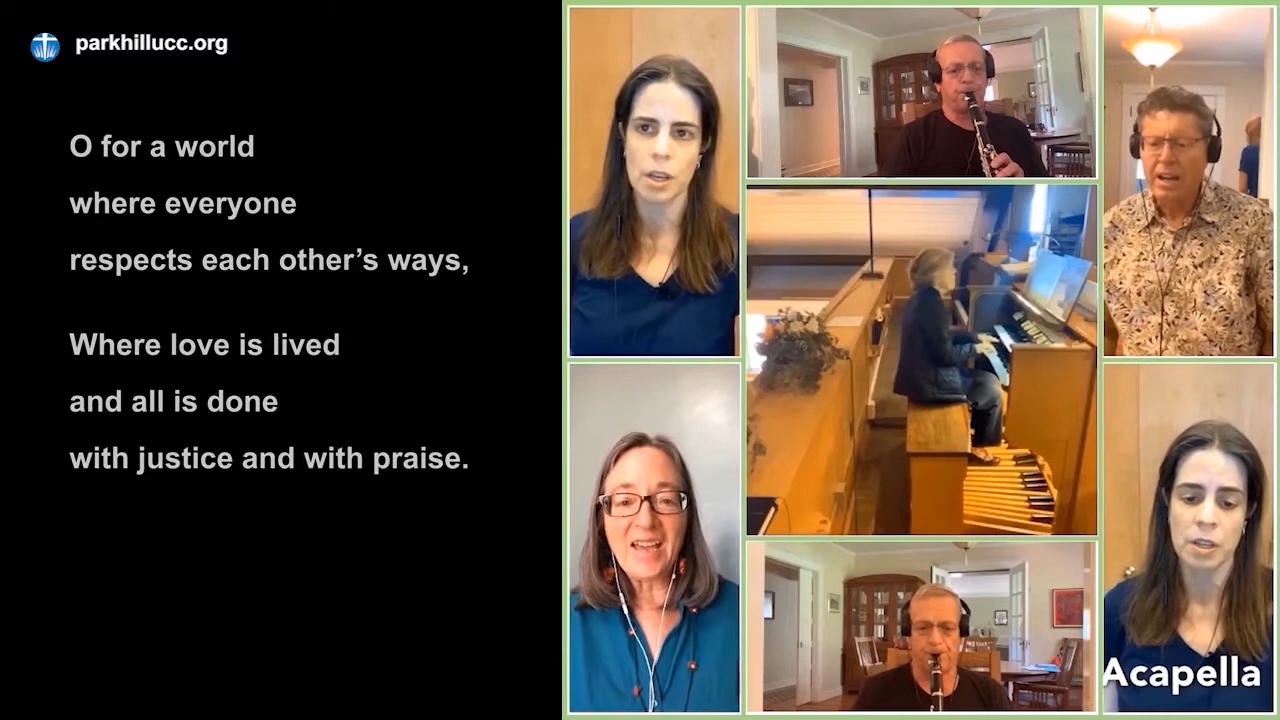 parkhillucc.org
O for a world
where everyone
respects each other’s ways,
Where love is lived
and all is done
with justice and with praise.
Acapella